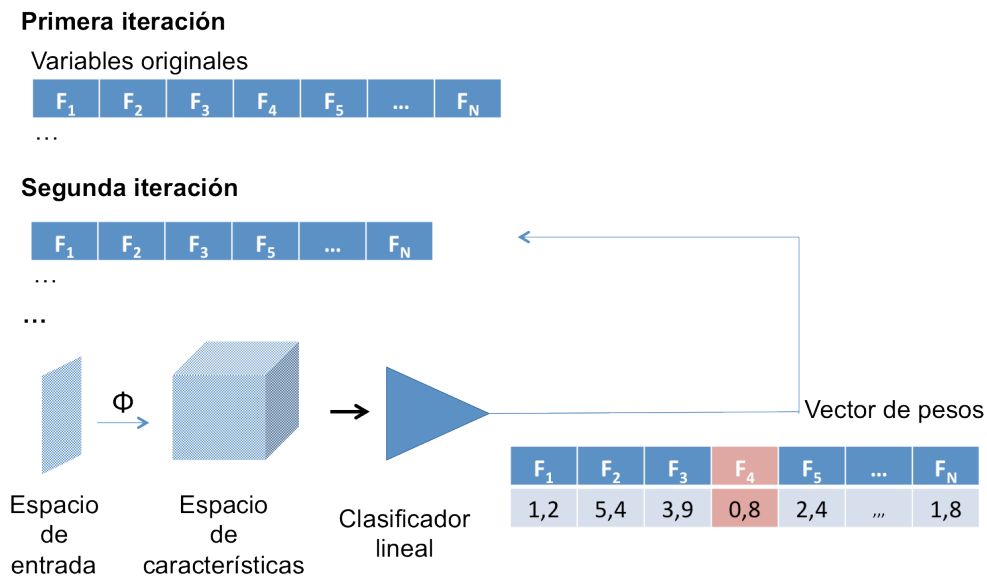 Primera iteración
Variables originales
F1 F2 F3 F4 F5 ... FN
...
Segunda iteración
F1 F2 F3 F5 ... FN
...
...
Φ
Vector de pesos
F1 F2 F3 F4 F5 ... FN
1,2 5,4 3,9 0,8 2,4 ,,, 1,8
Espacio
de
entrada
Espacio
de
características
Clasificador
lineal